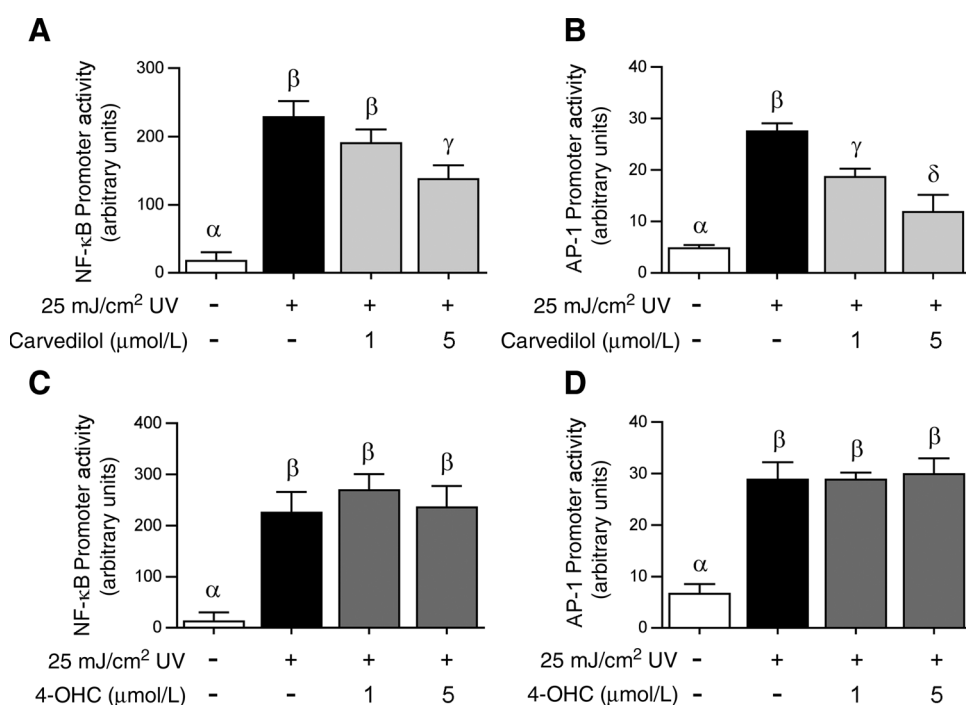 A
NF-κB Promoter activity
(arbitrary units)
300
200
100
0
α
β
β
γ
25 mJ/cm² UV - + + +
Carvedilol (μmol/L) - - 1 5
B
AP-1 Promoter activity
(arbitrary units)
40
30
20
10
0
α
β
γ
δ
25 mJ/cm² UV - + + +
Carvedilol (μmol/L) - - 1 5
C
NF-κB Promoter activity
(arbitrary units)
400
300
200
100
0
α
β
β
β
25 mJ/cm² UV - + + +
4-OHC (μmol/L) - - 1 5
D
AP-1 Promoter activity
(arbitrary units)
40
30
20
10
0
α
β
β
β
25 mJ/cm² UV - + + +
4-OHC (μmol/L) - - 1 5